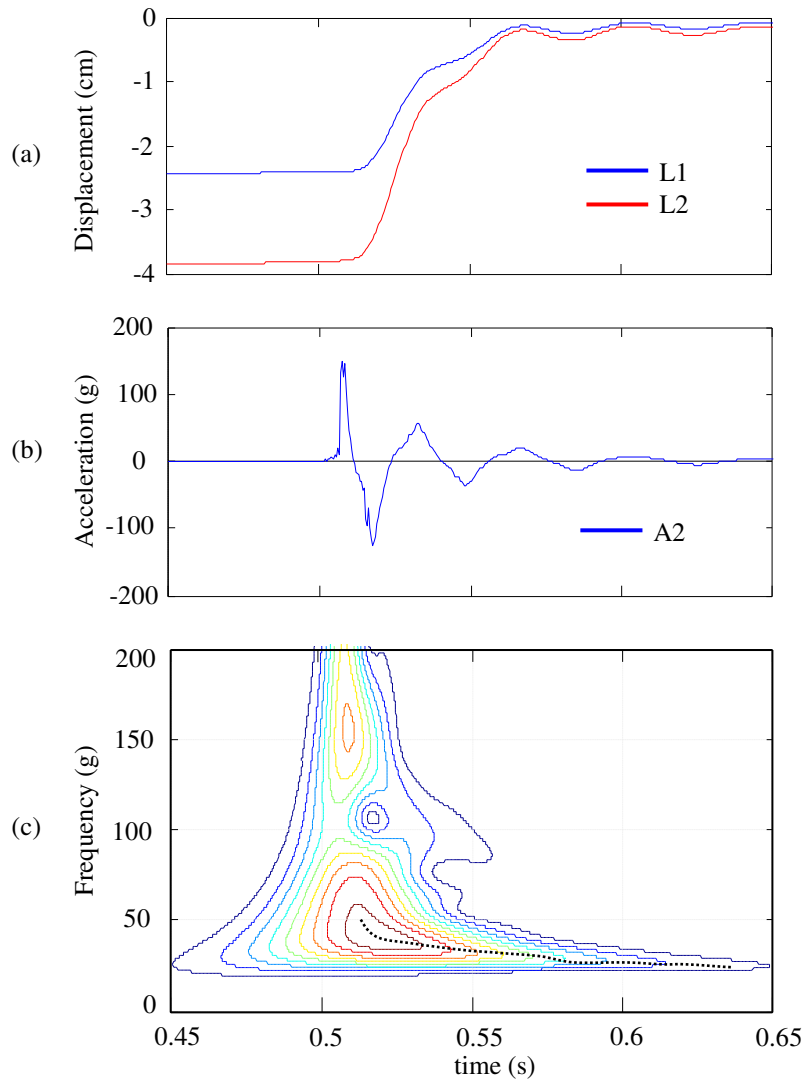 (a)
Displacement (cm)
0
-1
-2
-3
-4
L1
L2
(b)
Acceleration (g)
200
100
0
-100
-200
A2
(c)
Frequency (g)
200
150
100
50
0
0.45 0.5 0.55 0.6 0.65
time (s)